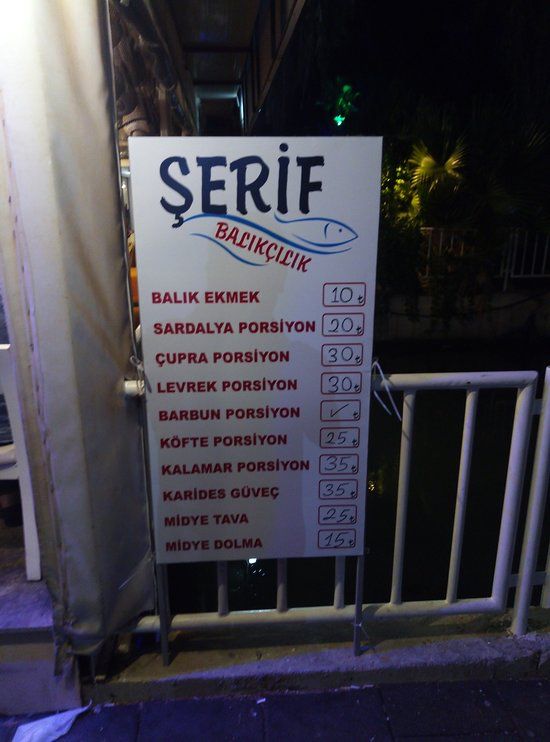 ŞERİF
BALIKÇILIK
BALIK EKMEK 10 ₺
SARDALYA PORSİYON 20 ₺
ÇUPRA PORSİYON 30 ₺
LEVREK PORSİYON 30 ₺
BARBUN PORSİYON ✓ ₺
KÖFTE PORSİYON 25 ₺
KALAMAR PORSİYON 35 ₺
KARİDES GÜVEÇ 35 ₺
MİDYE TAVA 25 ₺
MİDYE DOLMA 15 ₺